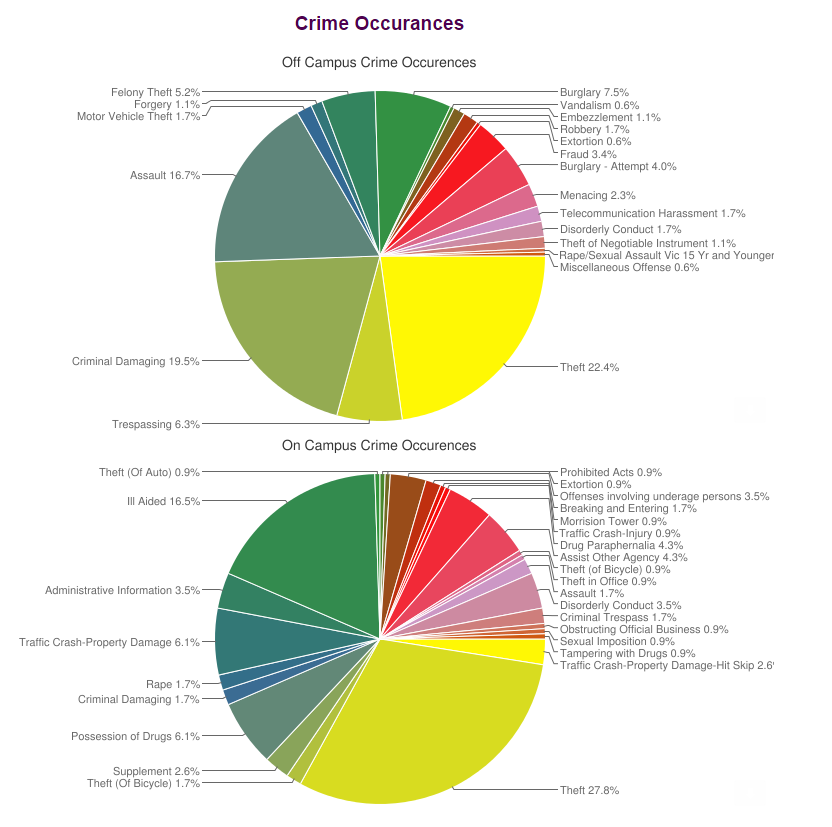 Crime Occurances
Off Campus Crime Occurences
Felony Theft 5.2%
Forgery 1.1%
Motor Vehicle Theft 1.7%
Assault 16.7%
Criminal Damaging 19.5%
Trespassing 6.3%
Burglary 7.5%
Vandalism 0.6%
Embezzlement 1.1%
Robbery 1.7%
Extortion 0.6%
Fraud 3.4%
Burglary - Attempt 4.0%
Menacing 2.3%
Telecommunication Harassment 1.7%
Disorderly Conduct 1.7%
Theft of Negotiable Instrument 1.1%
Rape/Sexual Assault Vic 15 Yr and Younger
Miscellaneous Offense 0.6%
Theft 22.4%
On Campus Crime Occurences
Theft (Of Auto) 0.9%
Ill Aided 16.5%
Administrative Information 3.5%
Traffic Crash-Property Damage 6.1%
Rape 1.7%
Criminal Damaging 1.7%
Possession of Drugs 6.1%
Supplement 2.6%
Theft (Of Bicycle) 1.7%
Prohibited Acts 0.9%
Extortion 0.9%
Offenses involving underage persons 3.5%
Breaking and Entering 1.7%
Morrision Tower 0.9%
Traffic Crash-Injury 0.9%
Drug Paraphernalia 4.3%
Assist Other Agency 4.3%
Theft (of Bicycle) 0.9%
Theft in Office 0.9%
Assault 1.7%
Disorderly Conduct 3.5%
Criminal Trespass 1.7%
Obstructing Official Business 0.9%
Sexual Imposition 0.9%
Tampering with Drugs 0.9%
Traffic Crash-Property Damage-Hit Skip 2.6
Theft 27.8%